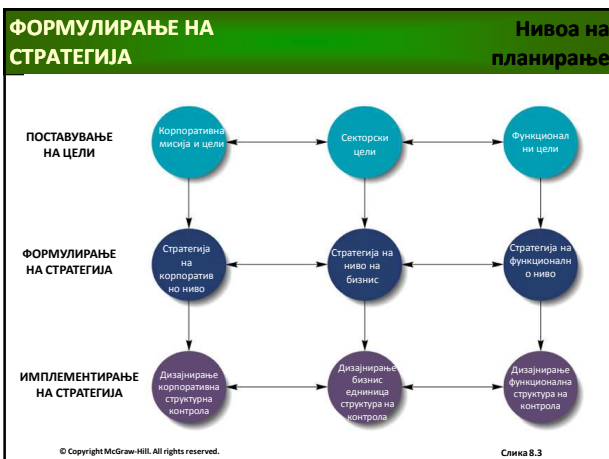 ФОРМУЛИРАЊЕ НА
СТРАТЕГИЈА
Нивоа на
планирање
ПОСТАВУВАЊЕ
НА ЦЕЛИ
Корпоративна
мисија и цели
Секторски
цели
Функционал
ни цели
ФОРМУЛИРАЊЕ
НА СТРАТЕГИЈА
Стратегија
на
корпоратив
но ниво
Стратегија на
ниво на
бизнис
Стратегија на
функционалн
о ниво
ИМПЛЕМЕНТИРАЊЕ
НА СТРАТЕГИЈА
Дизајнирање
корпоративна
структурна
контрола
Дизајнирање
бизнис
единица
структура на
контрола
Дизајнирање
функционална
структура на
контрола
© Copyright McGraw-Hill. All rights reserved.
Слика 8.3